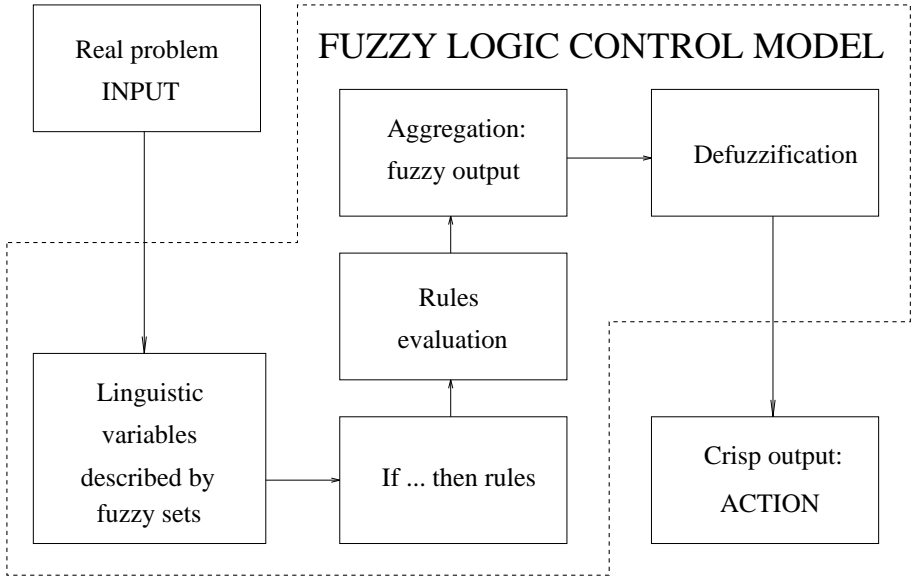 Real problem
INPUT
FUZZY LOGIC CONTROL MODEL
Aggregation:
fuzzy output
Defuzzification
Rules
evaluation
Linguistic
variables
described by
fuzzy sets
If ... then rules
Crisp output:
ACTION